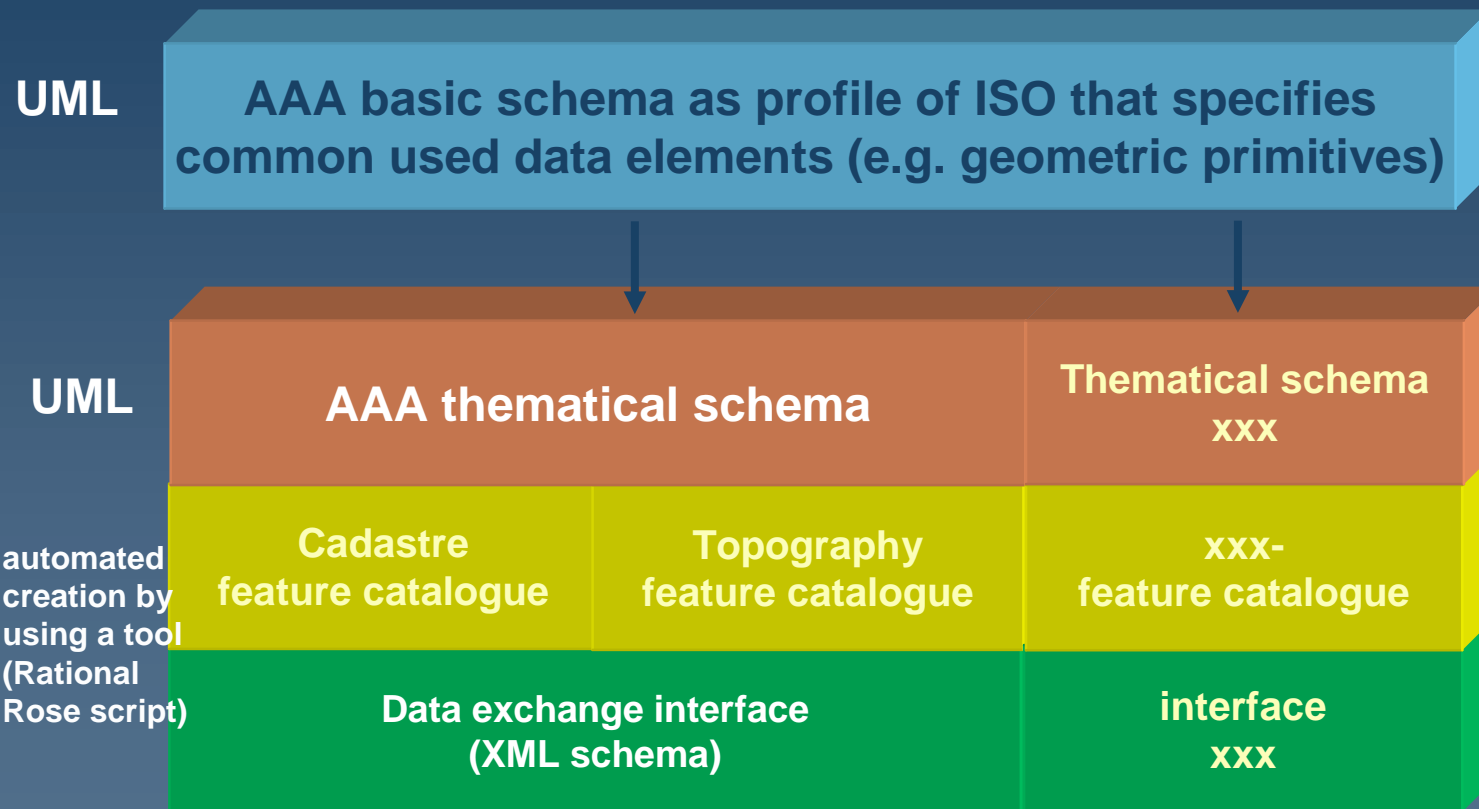 UML
AAA basic schema as profile of ISO that specifies
common used data elements (e.g. geometric primitives)
UML
AAA thematical schema
Thematical schema
xxx
automated
creation by
using a tool
(Rational
Rose script)
Cadastre
feature catalogue
Topography
feature catalogue
xxx-
feature catalogue
Data exchange interface
(XML schema)
interface
xxx